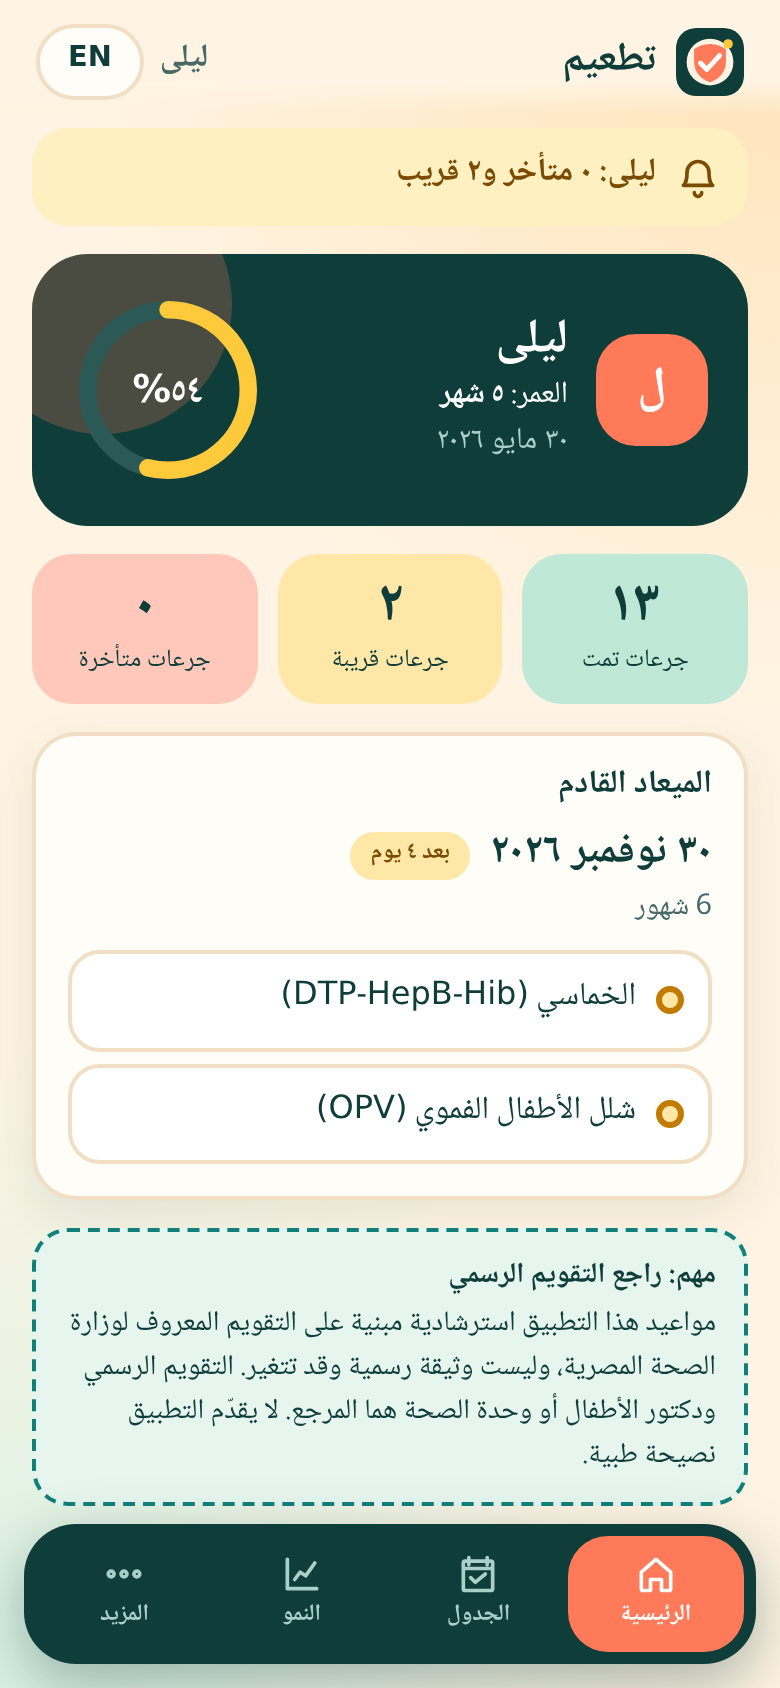 تطعيم
ليلى
EN
ليلى: ٠ متأخر و٢ قريب
ل
ليلى
العمر: ٥ شهر
٣٠ مايو ٢٠٢٦
٥٤%
١٣
جرعات تمت
٢
جرعات قريبة
٠
جرعات متأخرة
الميعاد القادم
٣٠ نوفمبر ٢٠٢٦
بعد ٤ يوم
6 شهور
الخماسي (DTP-HepB-Hib)
شلل الأطفال الفموي (OPV)
مهم: راجع التقويم الرسمي
مواعيد هذا التطبيق استرشادية مبنية على التقويم المعروف لوزارة
الصحة المصرية، وليست وثيقة رسمية وقد تتغير. التقويم الرسمي
ودكتور الأطفال أو وحدة الصحة هما المرجع. لا يقدّم التطبيق
نصيحة طبية.
الرئيسية
الجدول
النمو
المزيد